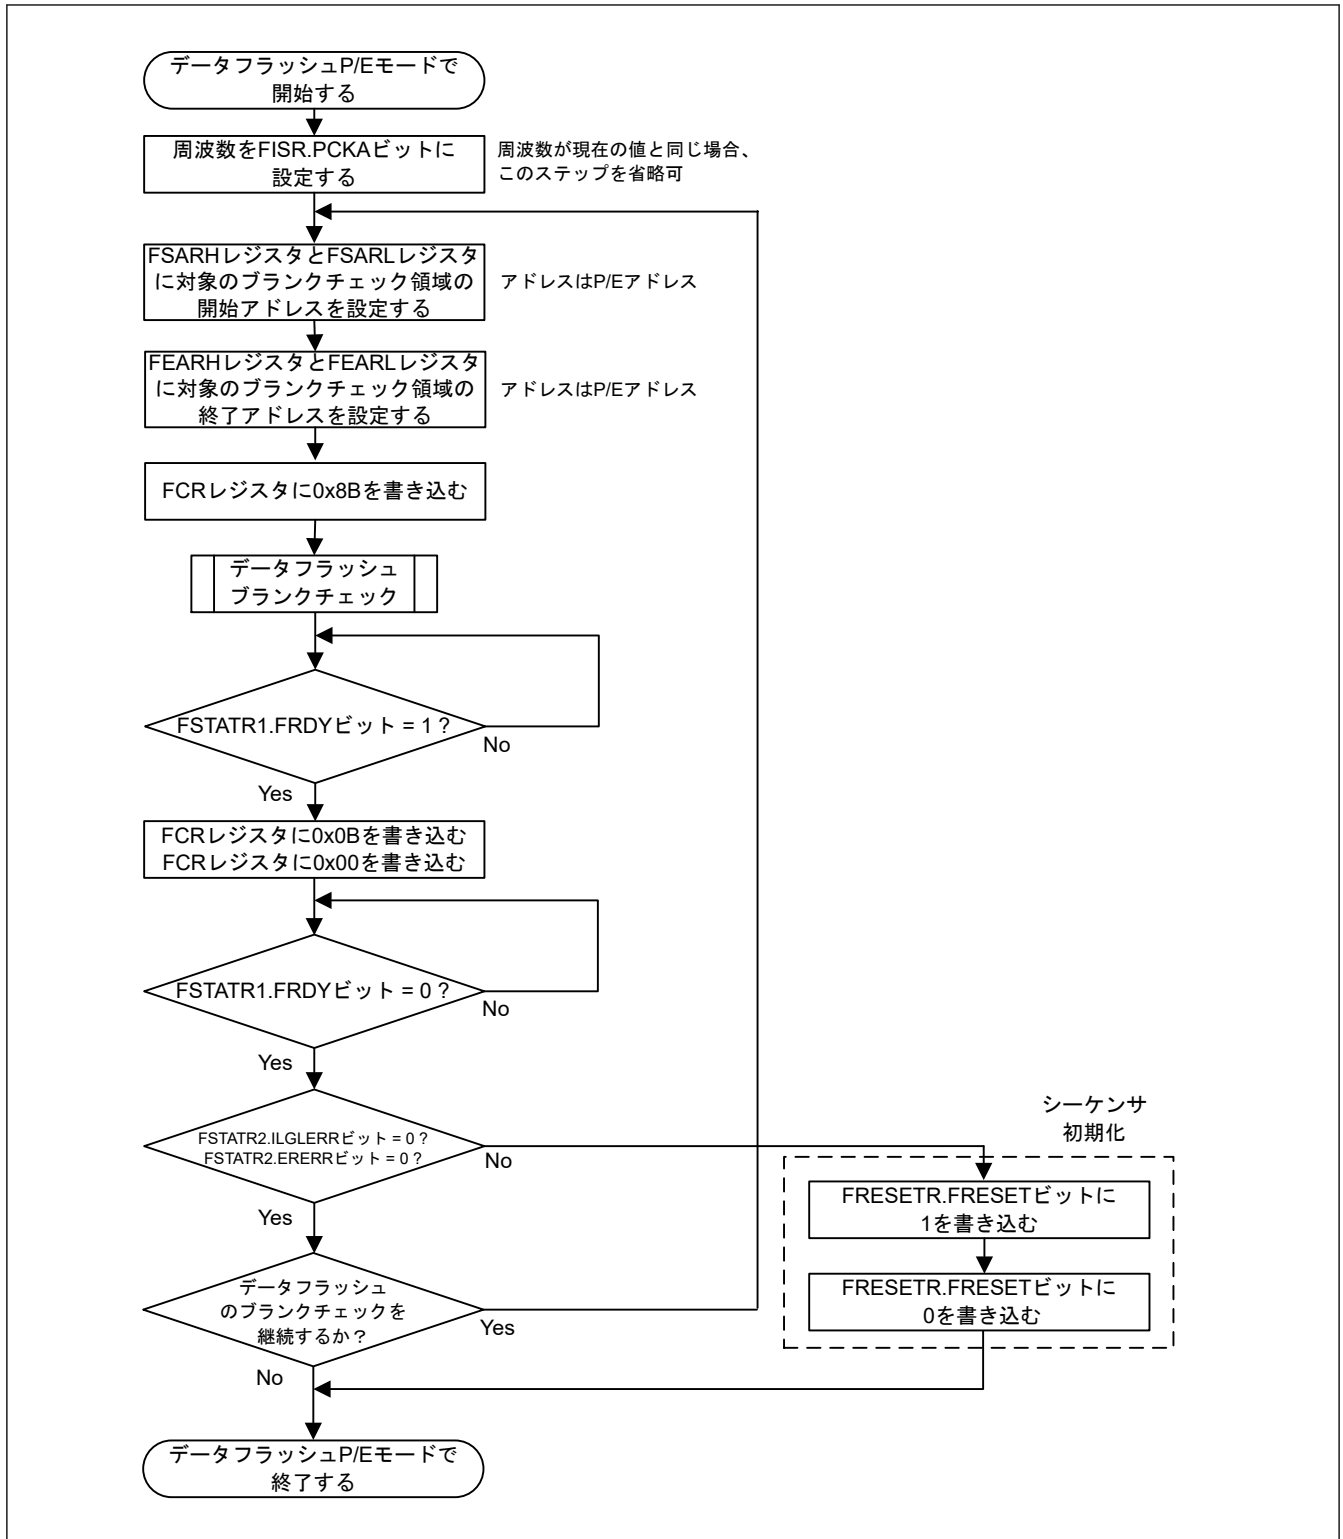 データフラッシュP/Eモードで
開始する
周波数をFISR.PCKAビットに
設定する
周波数が現在の値と同じ場合、
このステップを省略可
FSARHレジスタとFSARLレジスタ
に対象のブランクチェック領域の
開始アドレスを設定する
アドレスはP/Eアドレス
FEARHレジスタとFEARLレジスタ
に対象のブランクチェック領域の
終了アドレスを設定する
アドレスはP/Eアドレス
FCRレジスタに0x8Bを書き込む
データフラッシュ
ブランクチェック
FSTATR1.FRDYビット = 1 ?
No
Yes
FCRレジスタに0x0Bを書き込む
FCRレジスタに0x00を書き込む
FSTATR1.FRDYビット = 0 ?
No
Yes
FSTATR2.ILGLERRビット = 0 ?
FSTATR2.ERERRビット = 0 ?
No
Yes
シーケンサ
初期化
FRESETR.FRESETビットに
1を書き込む
FRESETR.FRESETビットに
0を書き込む
データフラッシュ
のブランクチェックを
継続するか？
Yes
No
データフラッシュP/Eモードで
終了する